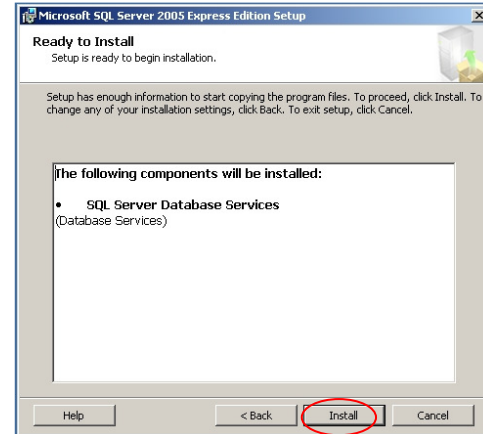 Microsoft SQL Server 2005 Express Edition Setup
Ready to Install
Setup is ready to begin installation.
Setup has enough information to start copying the program files. To proceed, click Install. To
change any of your installation settings, click Back. To exit setup, click Cancel.
The following components will be installed:
• SQL Server Database Services
(Database Services)
Help
< Back
Install
Cancel